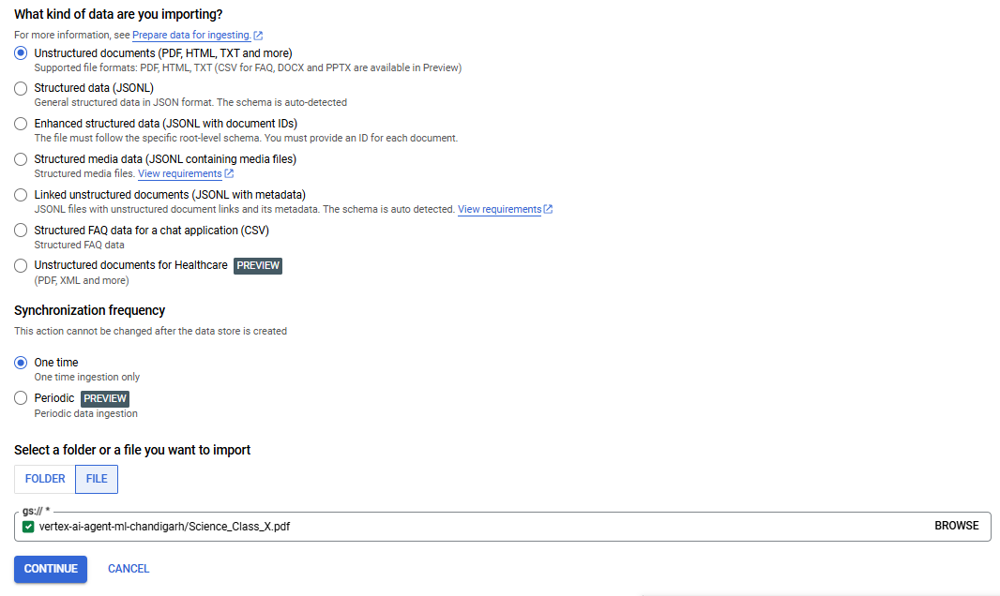 What kind of data are you importing?
For more information, see Prepare data for ingesting.
Unstructured documents (PDF, HTML, TXT and more)
Supported file formats: PDF, HTML, TXT (CSV for FAQ, DOCX and PPTX are available in Preview)
Structured data (JSONL)
General structured data in JSON format. The schema is auto-detected
Enhanced structured data (JSONL with document IDs)
The file must follow the specific root-level schema. You must provide an ID for each document.
Structured media data (JSONL containing media files)
Structured media files. View requirements
Linked unstructured documents (JSONL with metadata)
JSONL files with unstructured document links and its metadata. The schema is auto detected. View requirements
Structured FAQ data for a chat application (CSV)
Structured FAQ data
Unstructured documents for Healthcare PREVIEW
(PDF, XML and more)
Synchronization frequency
This action cannot be changed after the data store is created
One time
One time ingestion only
Periodic PREVIEW
Periodic data ingestion
Select a folder or a file you want to import
FOLDER FILE
gs:// *
vertex-ai-agent-ml-chandigarh/Science_Class_X.pdf BROWSE
CONTINUE CANCEL